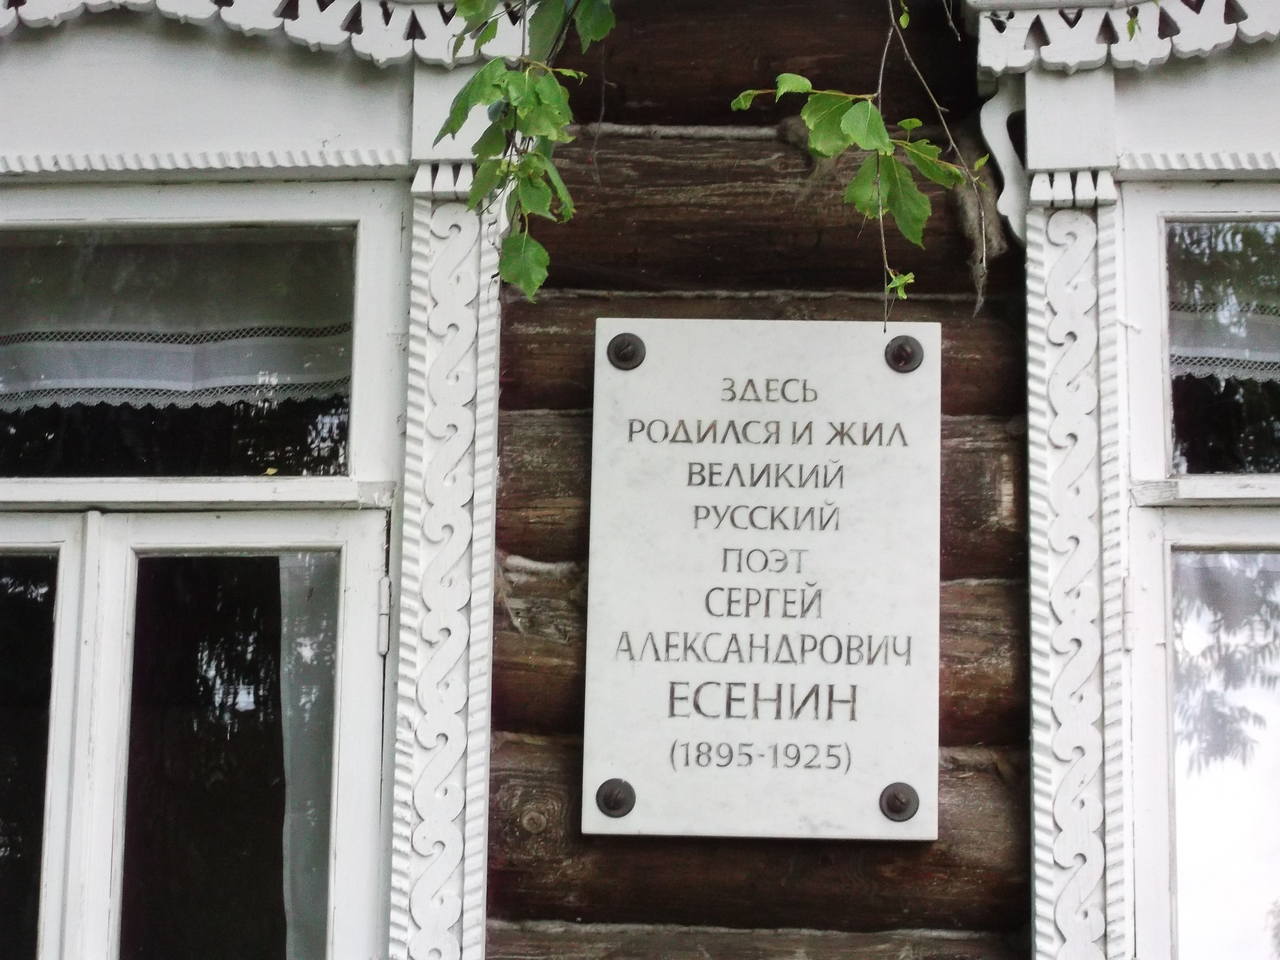 ЗДЕСЬ
РОДИЛСЯ И ЖИЛ
ВЕЛИКИЙ
РУССКИЙ
ПОЭТ
СЕРГЕЙ
АЛЕКСАНДРОВИЧ
ЕСЕНИН
(1895-1925)